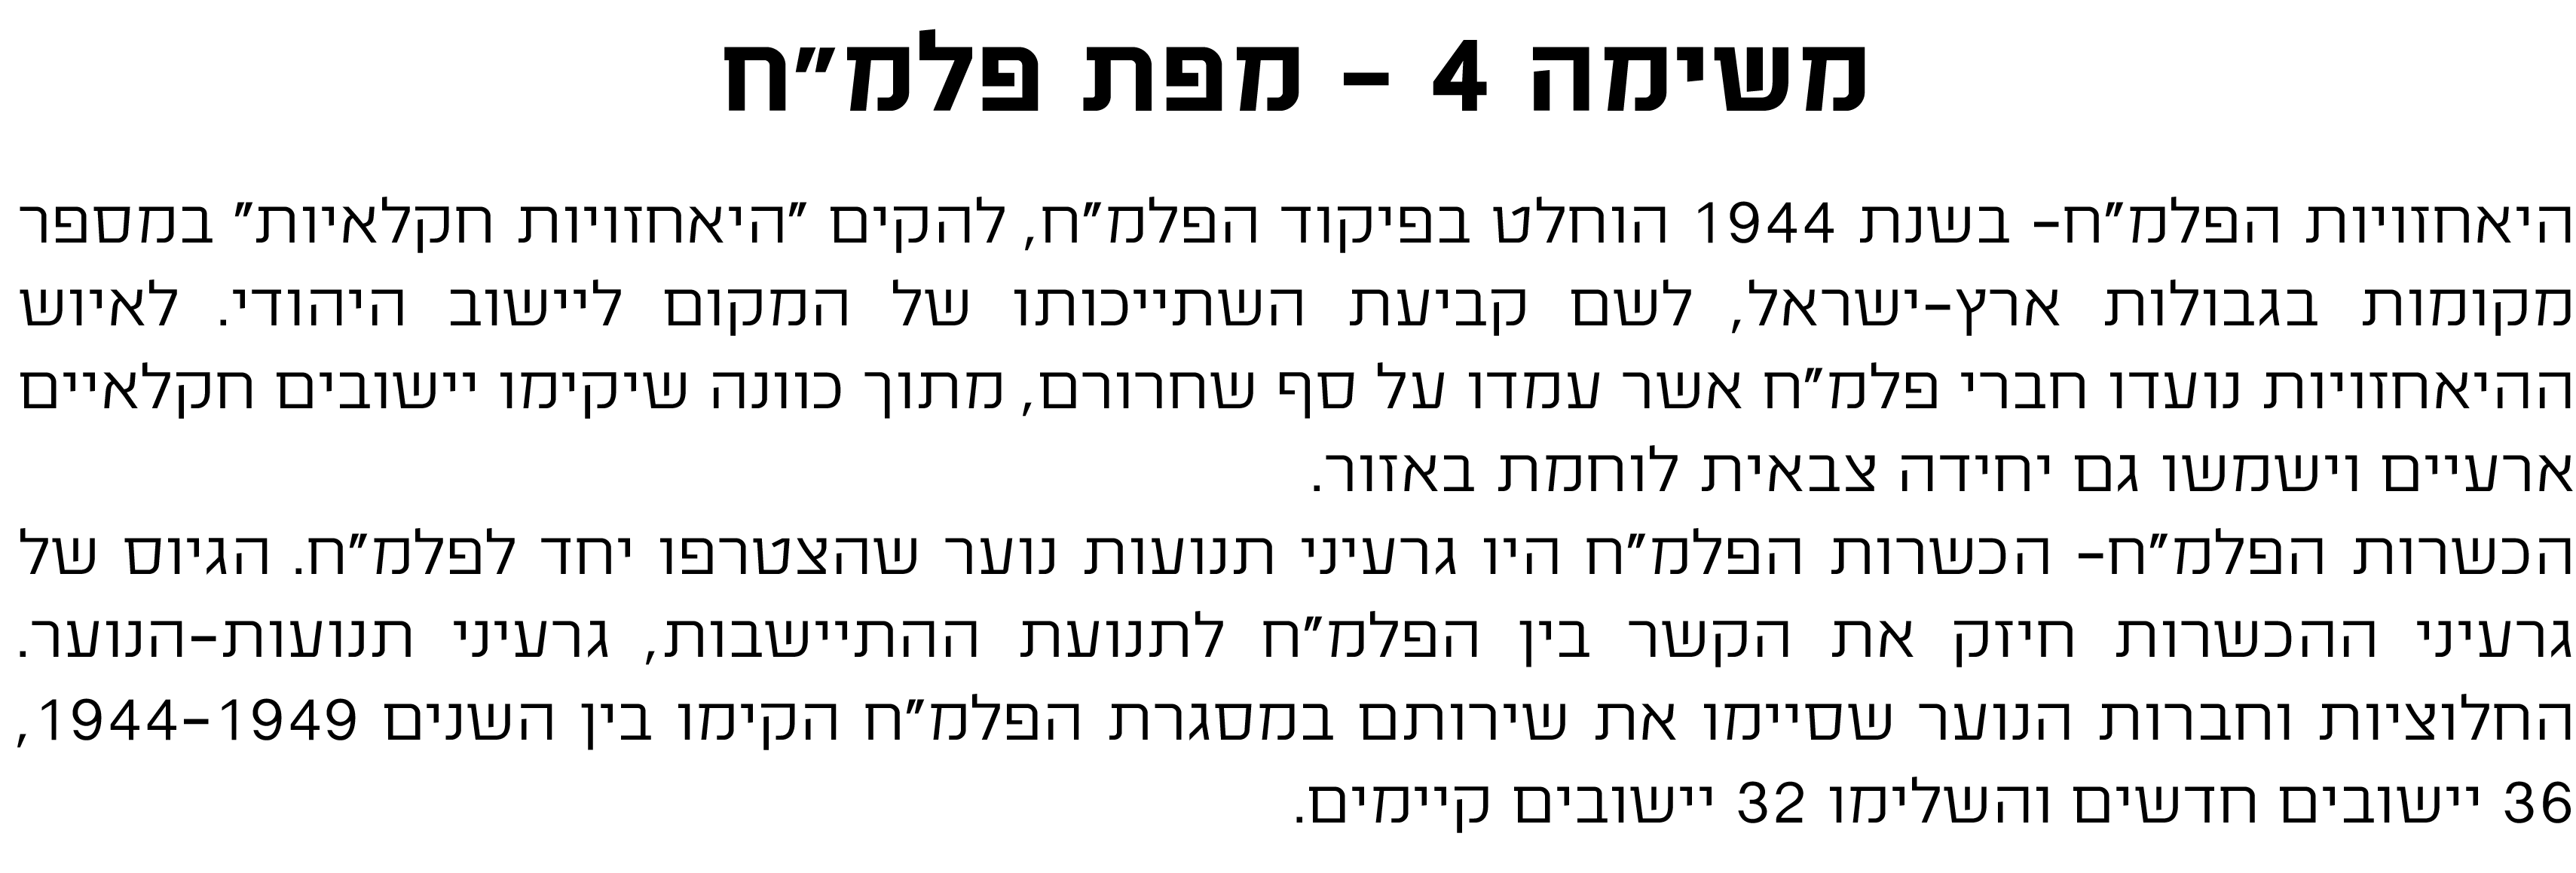 משימה 4 - מפת פלמ"ח
היאחזויות הפלמ"ח- בשנת 1944 הוחלט בפיקוד הפלמ"ח, להקים "היאחזויות חקלאיות" במספר
מקומות בגבולות ארץ-ישראל, לשם קביעת השתייכותו של המקום ליישוב היהודי. לאיוש
ההיאחזויות נועדו חברי פלמ"ח אשר עמדו על סף שחרורם, מתוך כוונה שיקימו יישובים חקלאיים
ארעיים וישמשו גם יחידה צבאית לוחמת באזור.
הכשרות הפלמ"ח- הכשרות הפלמ"ח היו גרעיני תנועות נוער שהצטרפו יחד לפלמ"ח. הגיוס של
גרעיני ההכשרות חיזק את הקשר בין הפלמ"ח לתנועת ההתיישבות, גרעיני תנועות-הנוער.
החלוציות וחברות הנוער שסיימו את שירותם במסגרת הפלמ"ח הקימו בין השנים 1944-1949,
36 יישובים חדשים והשלימו 32 יישובים קיימים.